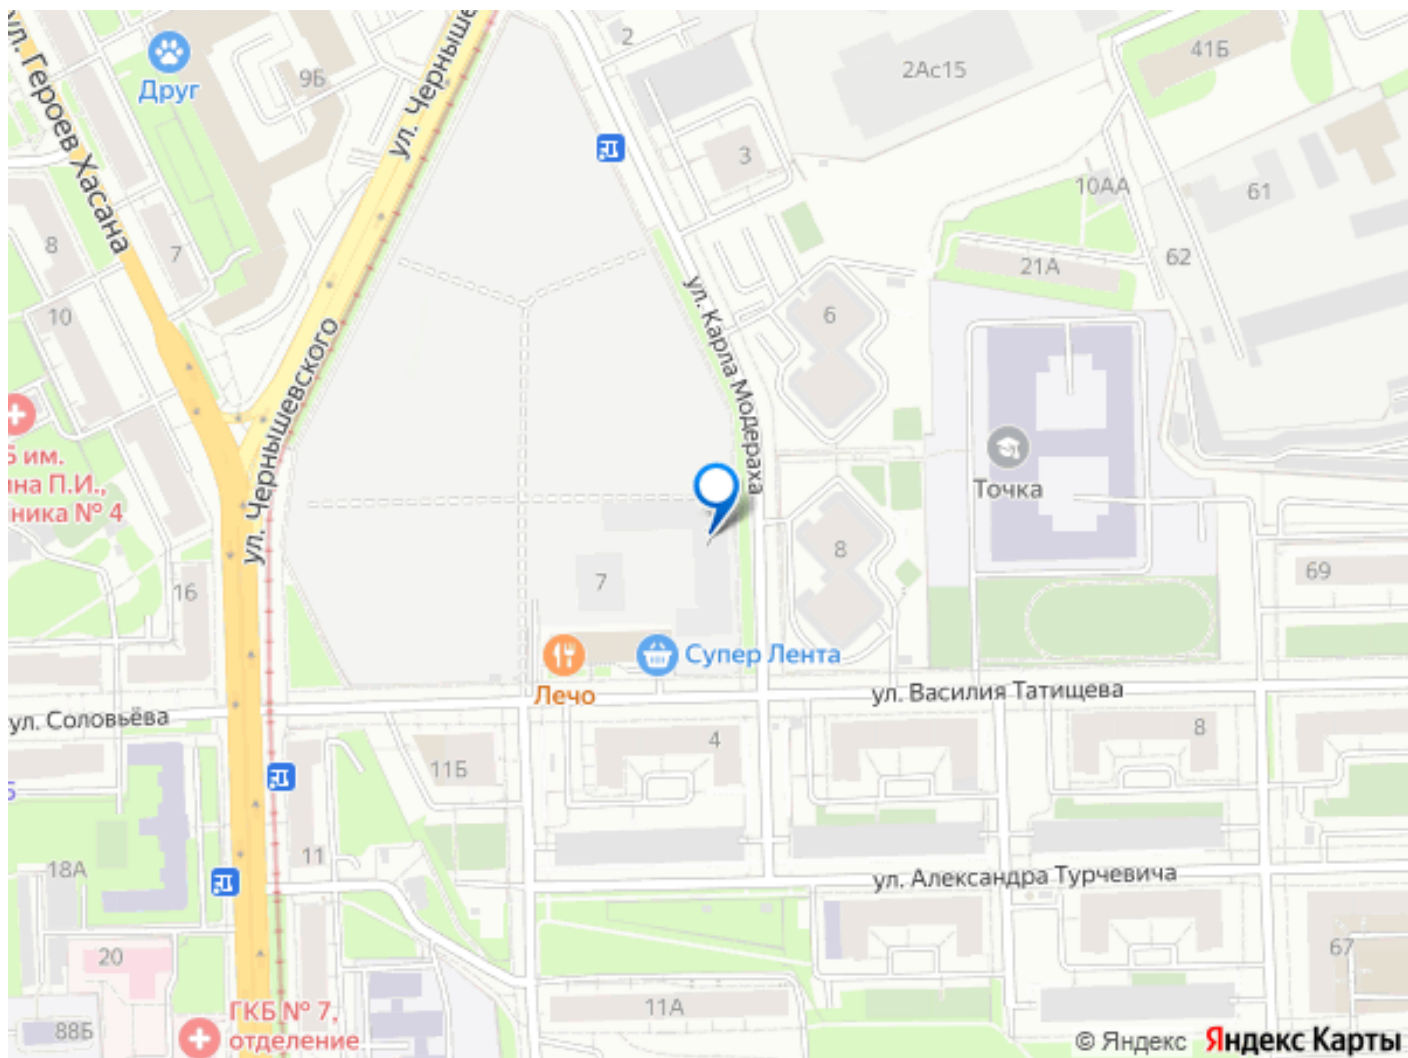 2
2Ас15
41Б
9Б
Друг
ул. Героев Хасана
ул. Черныше
3
10АА
61
8
7
62
21А
10
6
ул. Карла Модераха
ул. Чернышевского
Б им.
ина П.И.,
ника № 4
Точка
8
7
16
69
Супер Лента
Лечо
ул. Василия Татищева
ул. Соловьёва
4
8
11Б
Б
11
18А
ул. Александра Турчевича
20
67
11А
ГКБ № 7,
отделение
88Б
© Яндекс Яндекс Карты